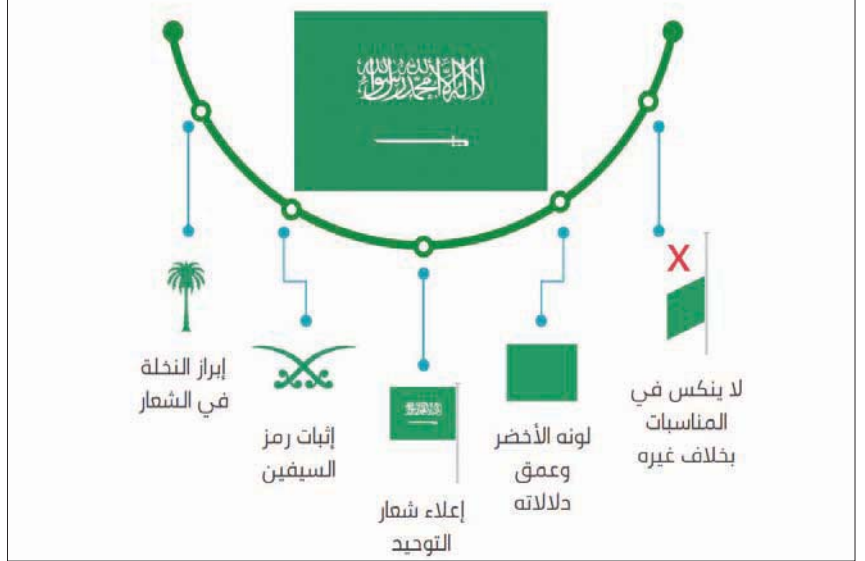 لا إله إلا الله محمد رسول الله
لا ينكس في
المناسبات
بخلاف غيره
لونه الأخضر
وعمق
دلالاته
إعلاء شعار
التوحيد
إثبات رمز
السيفين
إبراز النخلة
في الشعار